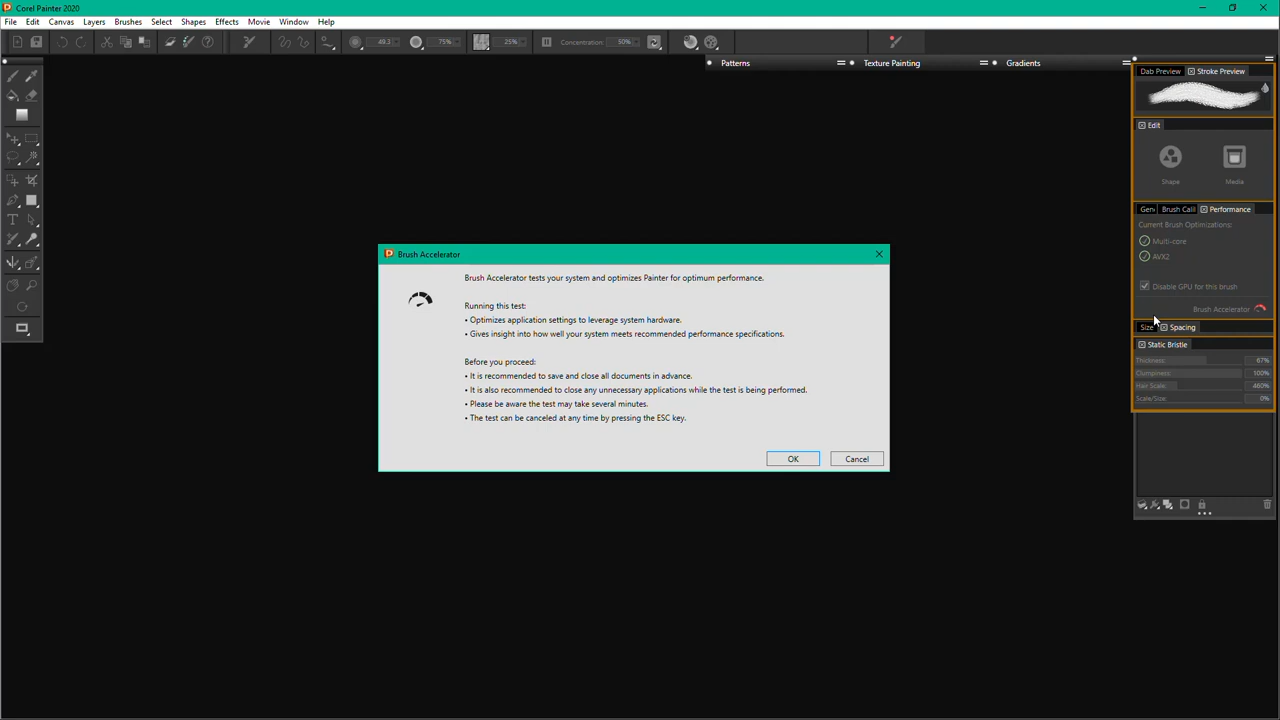 Corel Painter 2020
File Edit Canvas Layers Brushes Select Shapes Effects Movie Window Help
49.3 75% 25% Concentration: 50%
Patterns Texture Painting Gradients
Dab Preview Stroke Preview
Edit
Shape Media
Gen Brush Cali Performance
Current Brush Optimizations:
Multi-core
AVX2
Disable GPU for this brush
Brush Accelerator
Size Spacing
Static Bristle
Thickness: 67%
Clumpiness: 100%
Hair Scale: 460%
Scale/Size: 0%
Brush Accelerator
Brush Accelerator tests your system and optimizes Painter for optimum performance.
Running this test:
• Optimizes application settings to leverage system hardware.
• Gives insight into how well your system meets recommended performance specifications.
Before you proceed:
• It is recommended to save and close all documents in advance.
• It is also recommended to close any unnecessary applications while the test is being performed.
• Please be aware the test may take several minutes.
• The test can be canceled at any time by pressing the ESC key.
OK Cancel